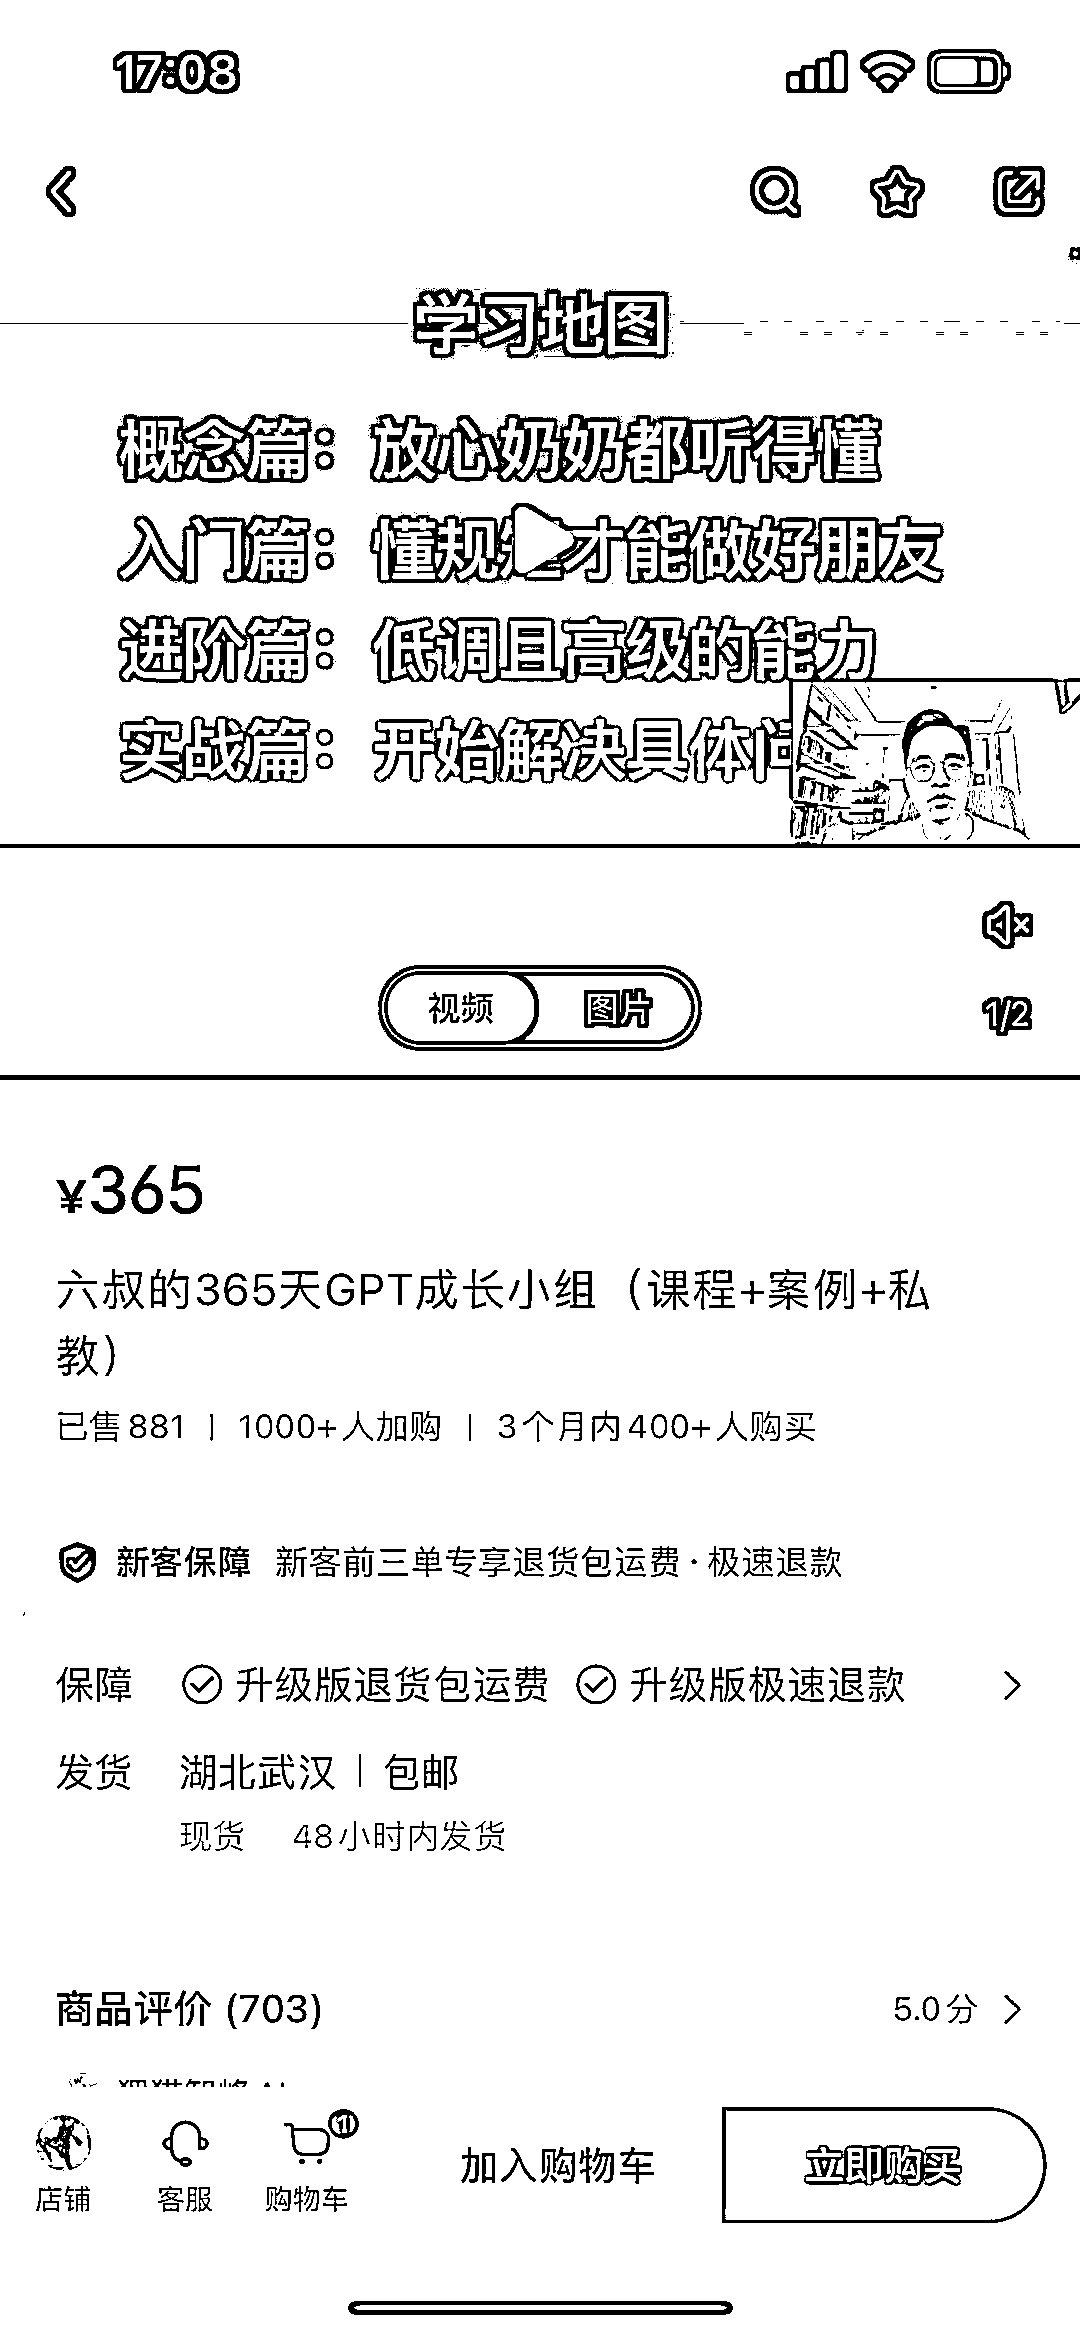 17:08
学习地图
概念篇：放心奶奶都听得懂
入门篇：懂规矩才能做好朋友
进阶篇：低调且高级的能力
实战篇：开始解决具体问
视频 图片
1/2
¥365
六叔的365天GPT成长小组（课程+案例+私
教）
已售881 | 1000+人加购 | 3个月内400+人购买
新客保障 新客前三单专享退货包运费·极速退款
保障 升级版退货包运费 升级版极速退款
发货 湖北武汉 | 包邮
现货 48小时内发货
商品评价 (703) 5.0分
店铺 客服 购物车 加入购物车 立即购买